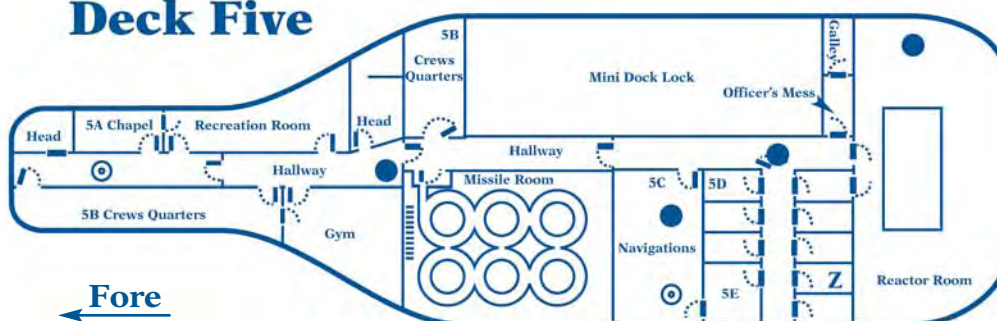 Deck Five
5B
Crews
Quarters
Galley
Mini Dock Lock
Officer's Mess
5A Chapel
Recreation Room
Head
Head
Hallway
Hallway
Missile Room
5C
5D
5B Crews Quarters
Gym
Navigations
5E
Z
Reactor Room
Fore